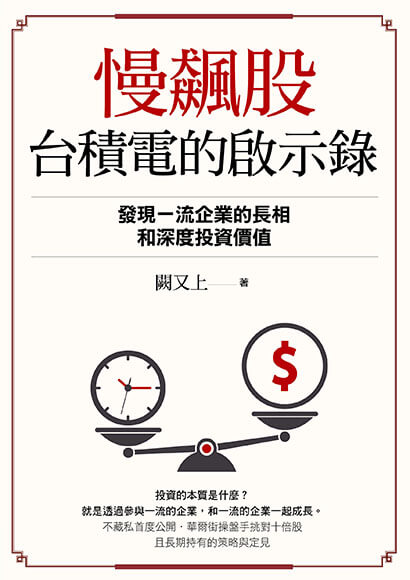 慢飆股
台積電的啟示錄
發現一流企業的長相
和深度投資價值
闕又上——著
$
投資的本質是什麼？
就是透過參與一流的企業，和一流的企業一起成長。
不藏私首度公開．華爾街操盤手挑對十倍股
且長期持有的策略與定見